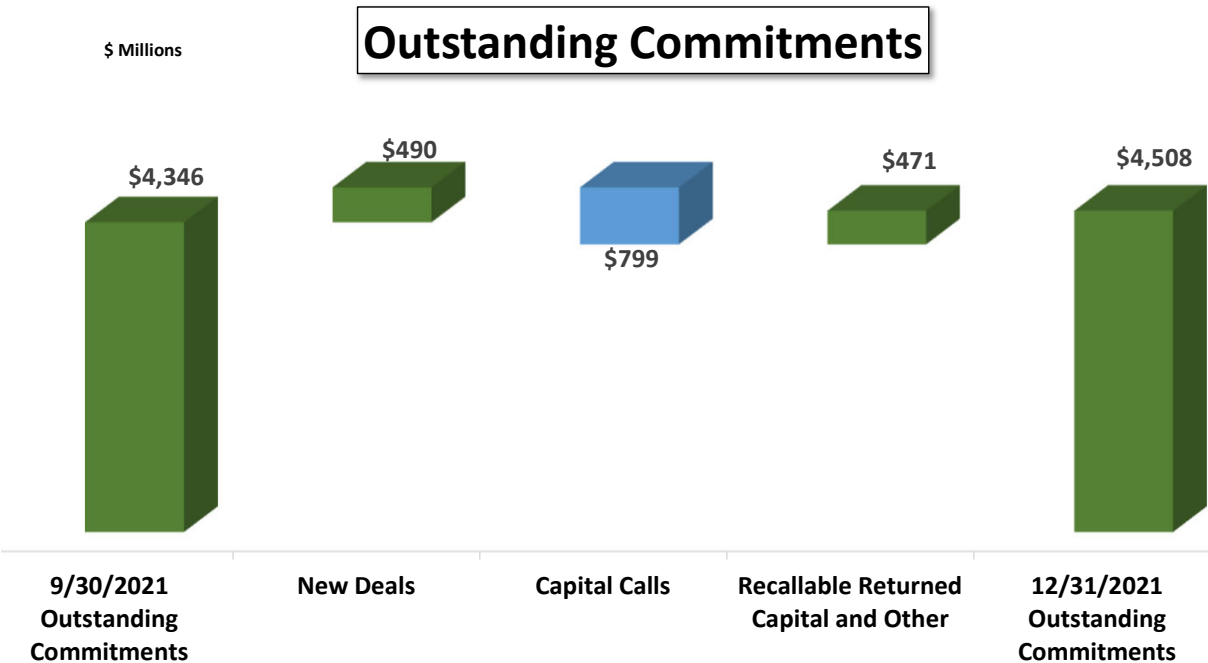 $ Millions
Outstanding Commitments
$4,346
$490
$799
$471
$4,508
9/30/2021
Outstanding
Commitments
New Deals
Capital Calls
Recallable Returned
Capital and Other
12/31/2021
Outstanding
Commitments